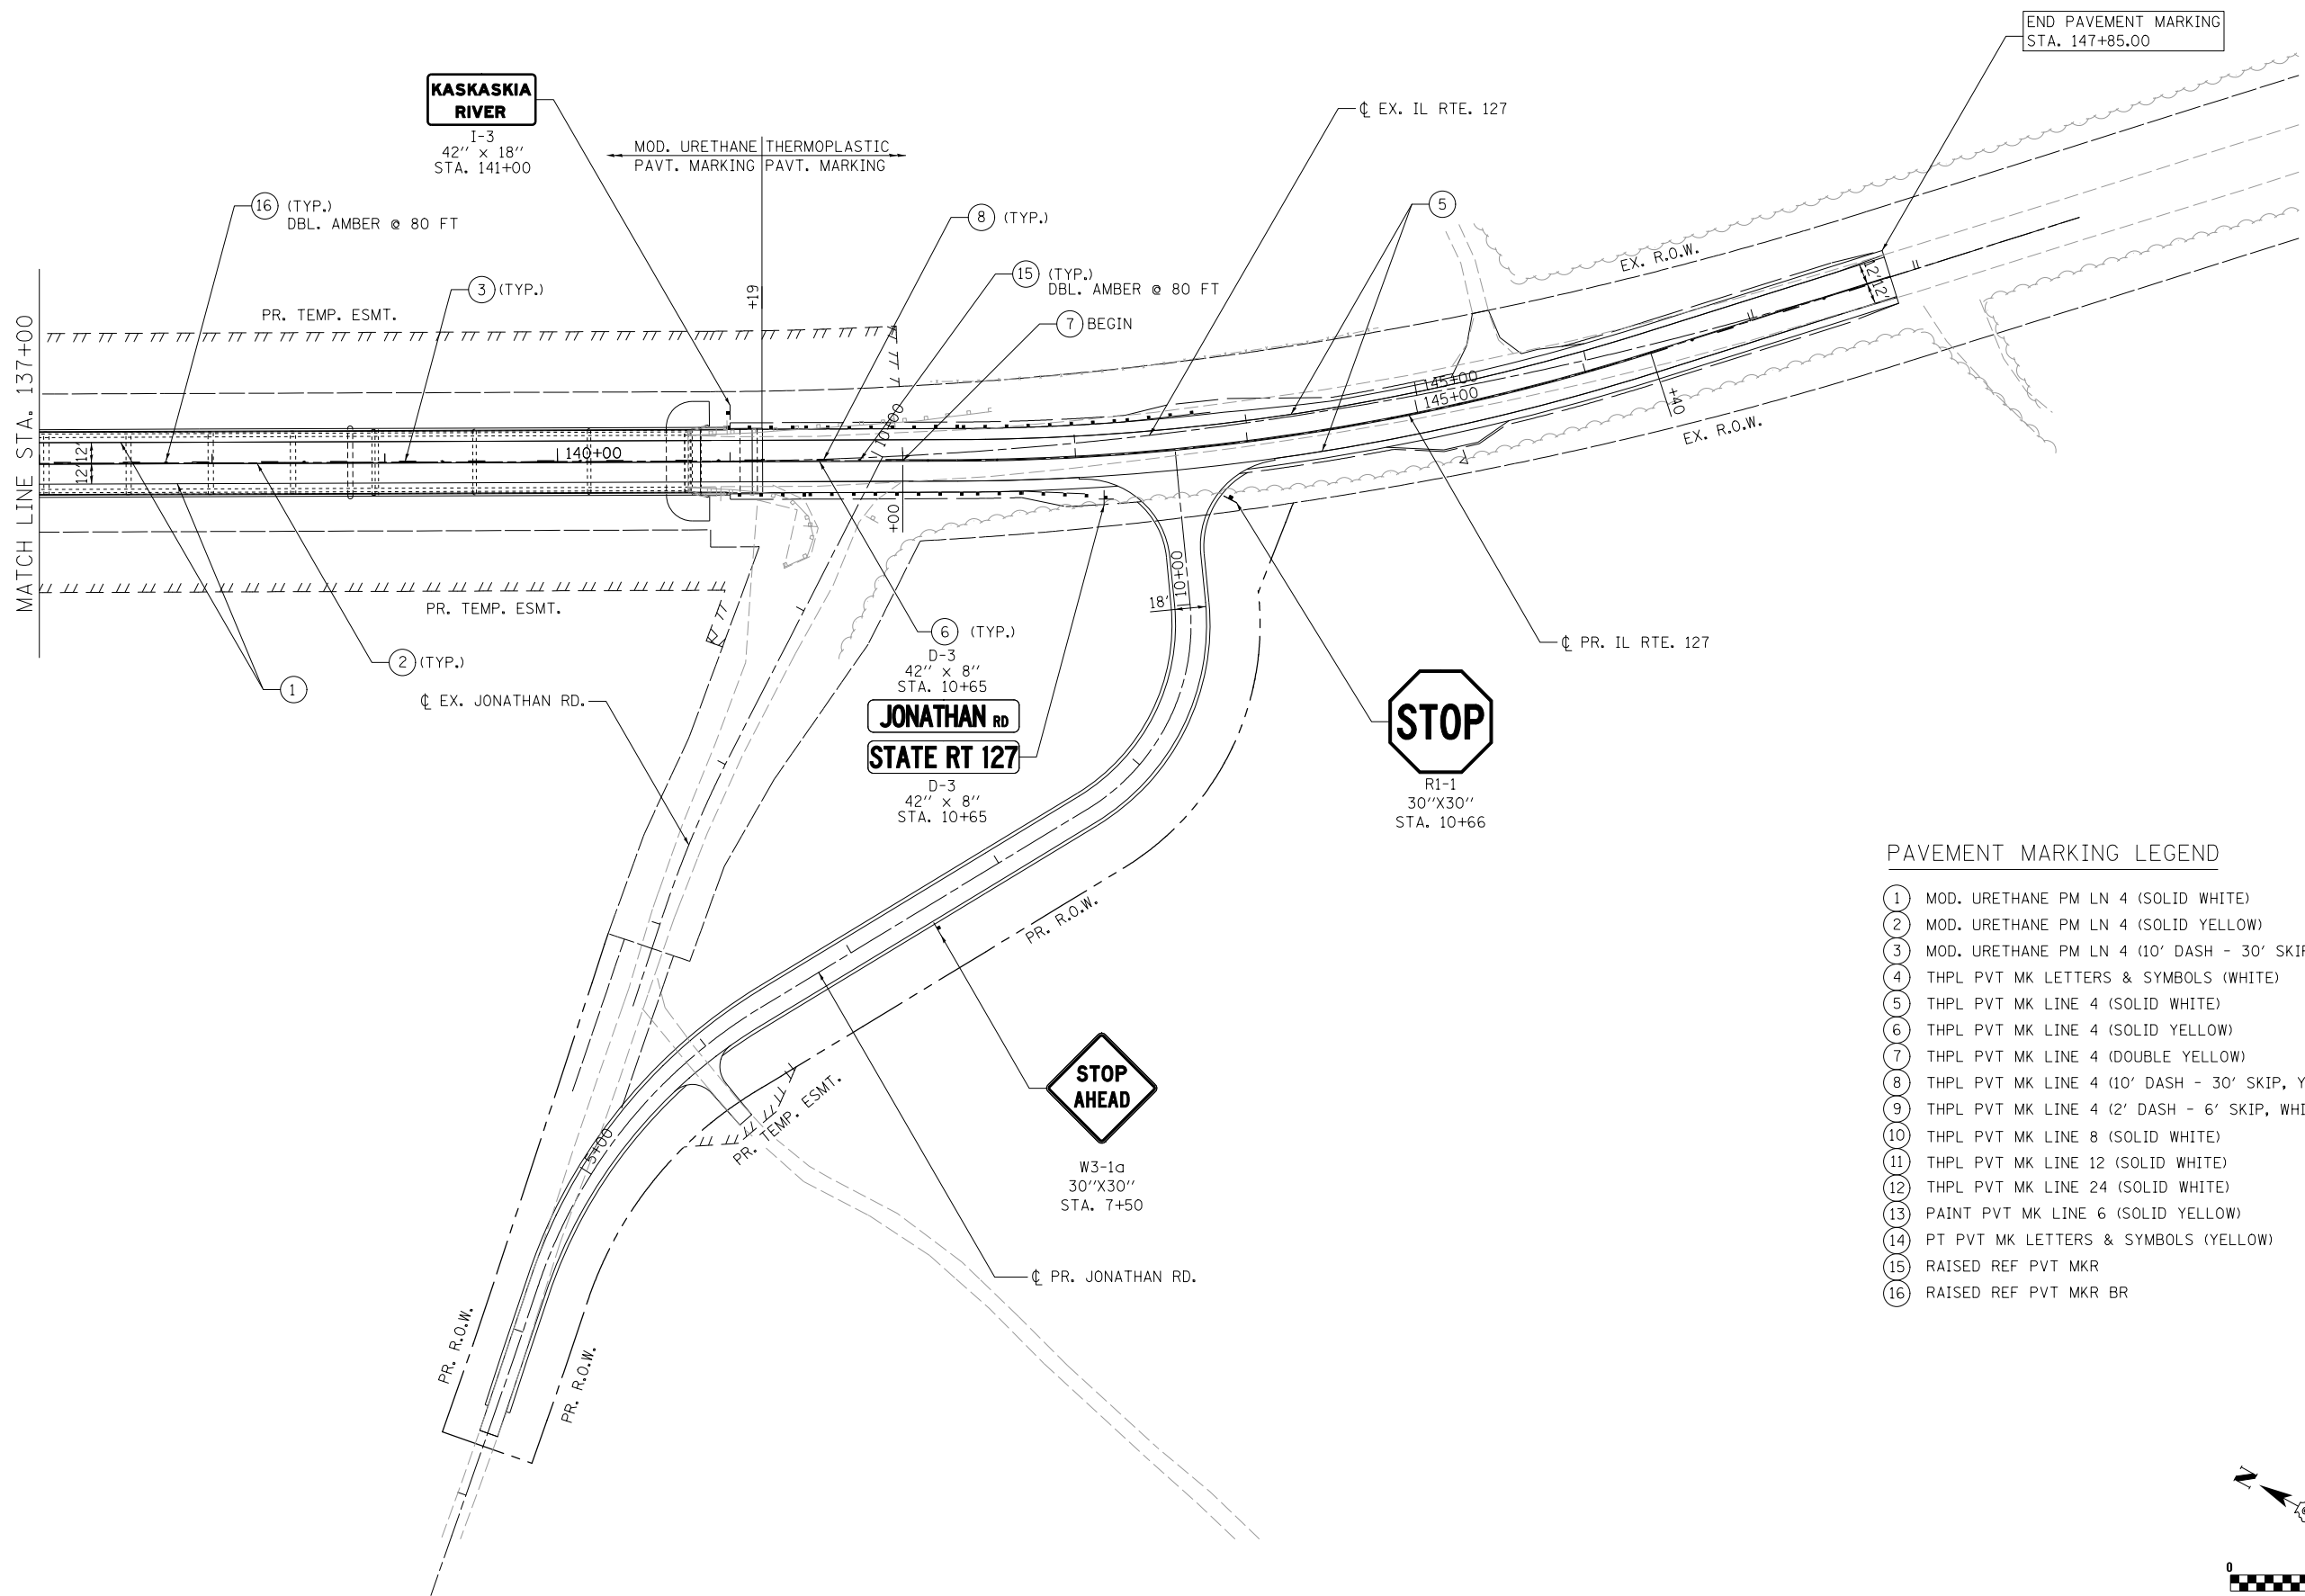 END PAVEMENT MARKING
STA. 147+85.00
KASKASKIA
RIVER
I-3
42'' x 18''
STA. 141+00
℄ EX. IL RTE. 127
MOD. URETHANE THERMOPLASTIC
PAVT. MARKING PAVT. MARKING
16 (TYP.)
DBL. AMBER @ 80 FT
8 (TYP.)
5
15 (TYP.)
DBL. AMBER @ 80 FT
3 (TYP.)
+19
7 BEGIN
PR. TEMP. ESMT.
EX. R.O.W.
12'
12'
MATCH LINE STA. 137+00
12'
12'
140+00
10+00
145+00
145+00
+40
EX. R.O.W.
+00
10+00
18'
PR. TEMP. ESMT.
6 (TYP.)
2 (TYP.)
1
℄ EX. JONATHAN RD.
℄ PR. IL RTE. 127
D-3
42'' x 8''
STA. 10+65
JONATHAN RD
STATE RT 127
D-3
42'' x 8''
STA. 10+65
STOP
R1-1
30''X30''
STA. 10+66
PR. R.O.W.
STOP
AHEAD
W3-1a
30''X30''
STA. 7+50
PR. TEMP. ESMT.
5+00
℄ PR. JONATHAN RD.
PR. R.O.W.
PR. R.O.W.
PAVEMENT MARKING LEGEND
1 MOD. URETHANE PM LN 4 (SOLID WHITE)
2 MOD. URETHANE PM LN 4 (SOLID YELLOW)
3 MOD. URETHANE PM LN 4 (10' DASH - 30'
4 THPL PVT MK LETTERS & SYMBOLS (WHITE)
5 THPL PVT MK LINE 4 (SOLID WHITE)
6 THPL PVT MK LINE 4 (SOLID YELLOW)
7 THPL PVT MK LINE 4 (DOUBLE YELLOW)
8 THPL PVT MK LINE 4 (10' DASH - 30' SKIP,
9 THPL PVT MK LINE 4 (2' DASH - 6' SKIP,
10 THPL PVT MK LINE 8 (SOLID WHITE)
11 THPL PVT MK LINE 12 (SOLID WHITE)
12 THPL PVT MK LINE 24 (SOLID WHITE)
13 PAINT PVT MK LINE 6 (SOLID YELLOW)
14 PT PVT MK LETTERS & SYMBOLS (YELLOW)
15 RAISED REF PVT MKR
16 RAISED REF PVT MKR BR
N
0